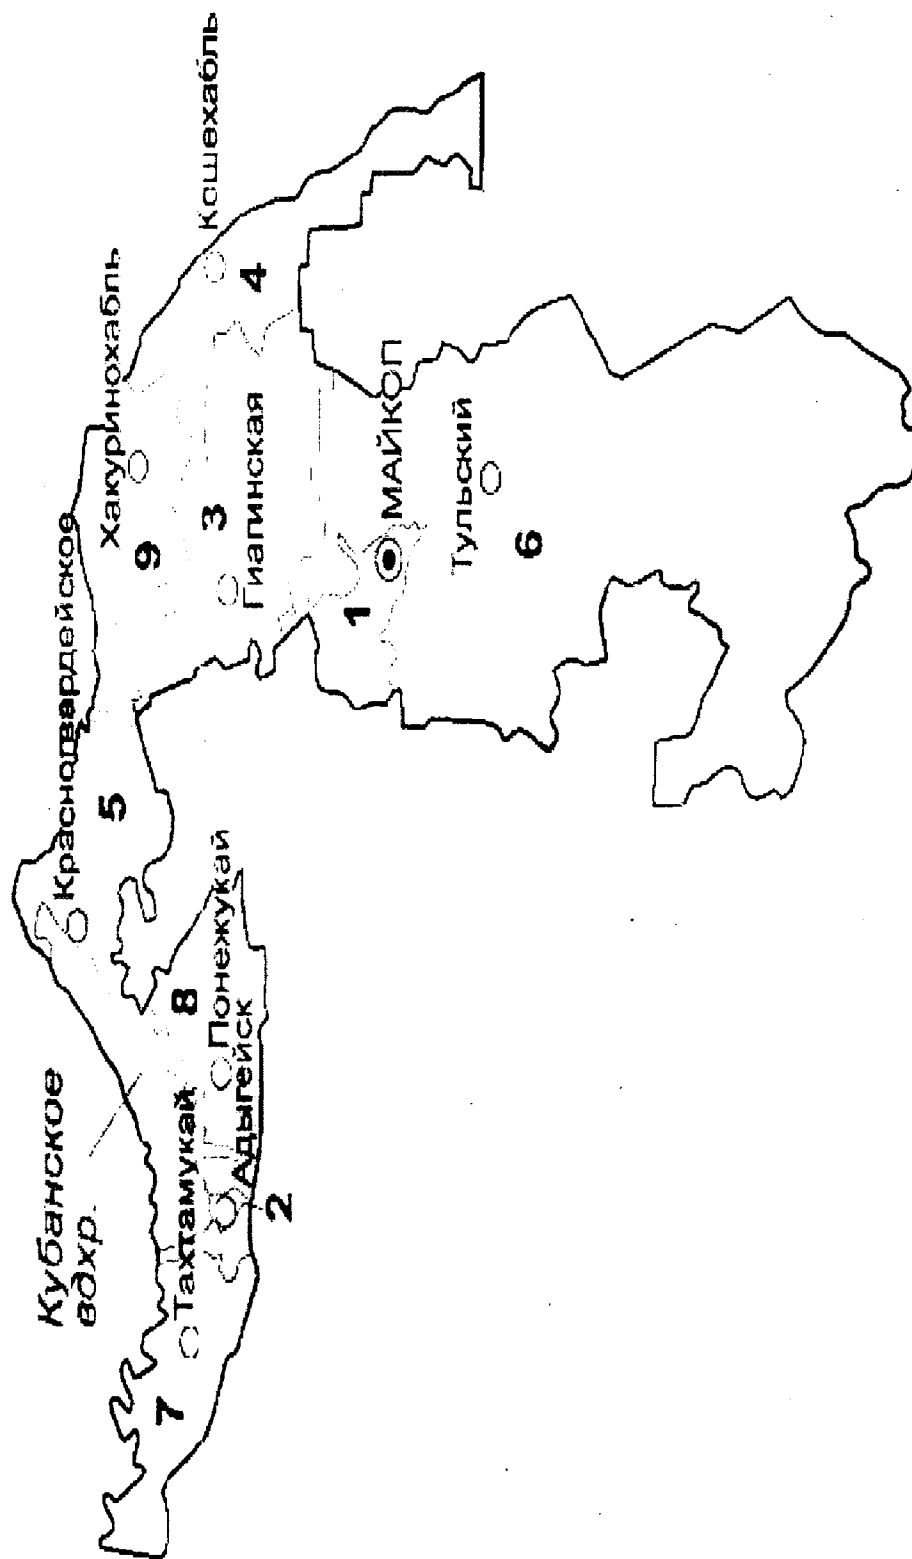 Кубанское
вдхр.
Красногвардейское
Хакуринохабль
Кошехабль
5
9
3
4
7
Тахтамукай
8
Понежукай
Гиагинская
Адыгейск
2
1
МАЙКОП
Тульский
6